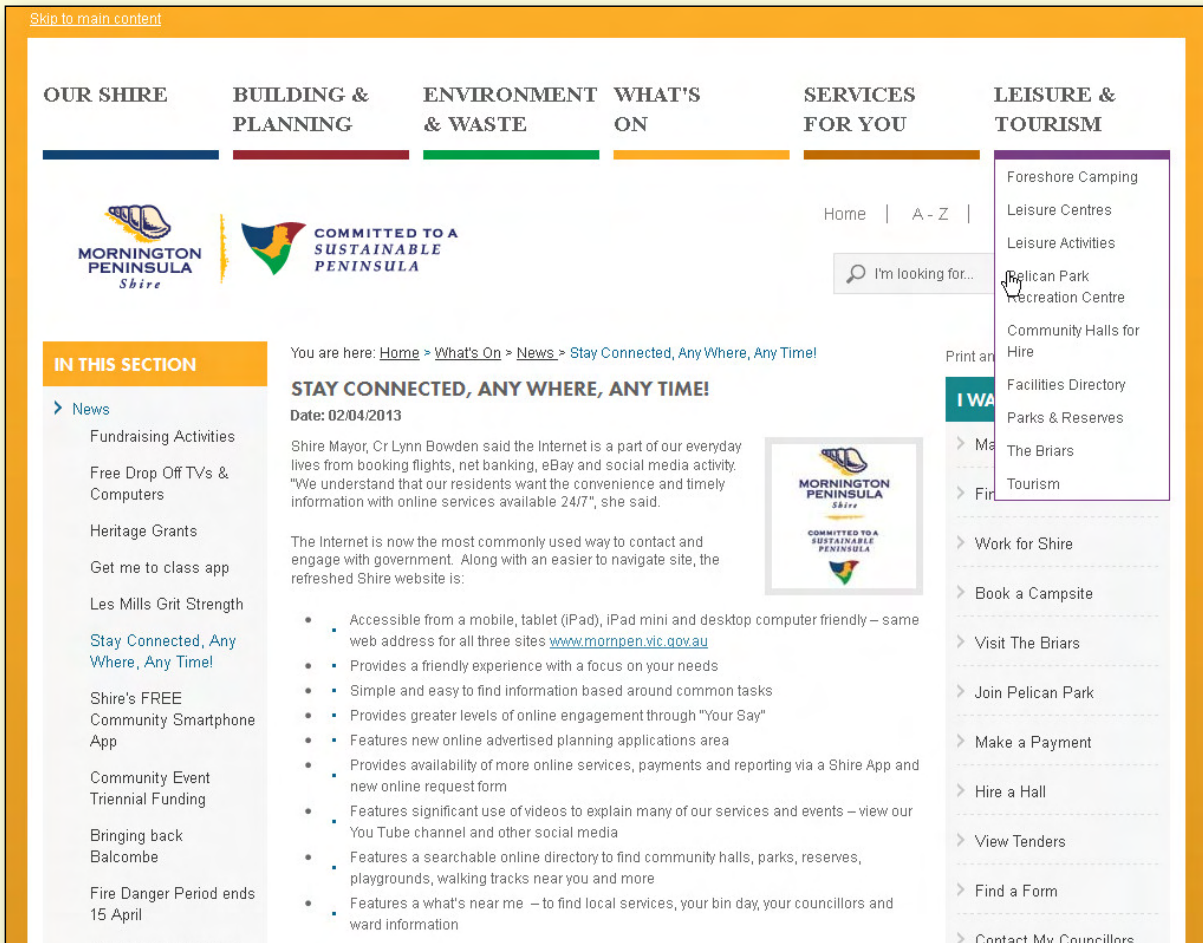 Skip to main content
OUR SHIRE
BUILDING &
PLANNING
ENVIRONMENT
& WASTE
WHAT'S
ON
SERVICES
FOR YOU
LEISURE &
TOURISM
Foreshore Camping
Leisure Centres
Leisure Activities
Pelican Park
Recreation Centre
Community Halls for
Hire
Facilities Directory
Parks & Reserves
The Briars
Tourism
MORNINGTON
PENINSULA
Shire
COMMITTED TO A
SUSTAINABLE
PENINSULA
Home | A - Z |
I'm looking for...
IN THIS SECTION
News
Fundraising Activities
Free Drop Off TVs &
Computers
Heritage Grants
Get me to class app
Les Mills Grit Strength
Stay Connected, Any
Where, Any Time!
Shire's FREE
Community Smartphone
App
Community Event
Triennial Funding
Bringing back
Balcombe
Fire Danger Period ends
15 April
You are here: Home > What's On > News > Stay Connected, Any Where, Any Time!
STAY CONNECTED, ANY WHERE, ANY TIME!
Date: 02/04/2013
Shire Mayor, Cr Lynn Bowden said the Internet is a part of our everyday
lives from booking flights, net banking, eBay and social media activity.
"We understand that our residents want the convenience and timely
information with online services available 24/7", she said.
The Internet is now the most commonly used way to contact and
engage with government. Along with an easier to navigate site, the
refreshed Shire website is:
MORNINGTON
PENINSULA
Shire
COMMITTED TO A
SUSTAINABLE
PENINSULA
• Accessible from a mobile, tablet (iPad), iPad mini and desktop computer friendly – same
web address for all three sites www.mornpen.vic.gov.au
• Provides a friendly experience with a focus on your needs
• Simple and easy to find information based around common tasks
• Provides greater levels of online engagement through "Your Say"
• Features new online advertised planning applications area
• Provides availability of more online services, payments and reporting via a Shire App and
new online request form
• Features significant use of videos to explain many of our services and events – view our
You Tube channel and other social media
• Features a searchable online directory to find community halls, parks, reserves,
playgrounds, walking tracks near you and more
• Features a what's near me – to find local services, your bin day, your councillors and
ward information
Print
I
Work for Shire
Book a Campsite
Visit The Briars
Join Pelican Park
Make a Payment
Hire a Hall
View Tenders
Find a Form
Contact My Councillors